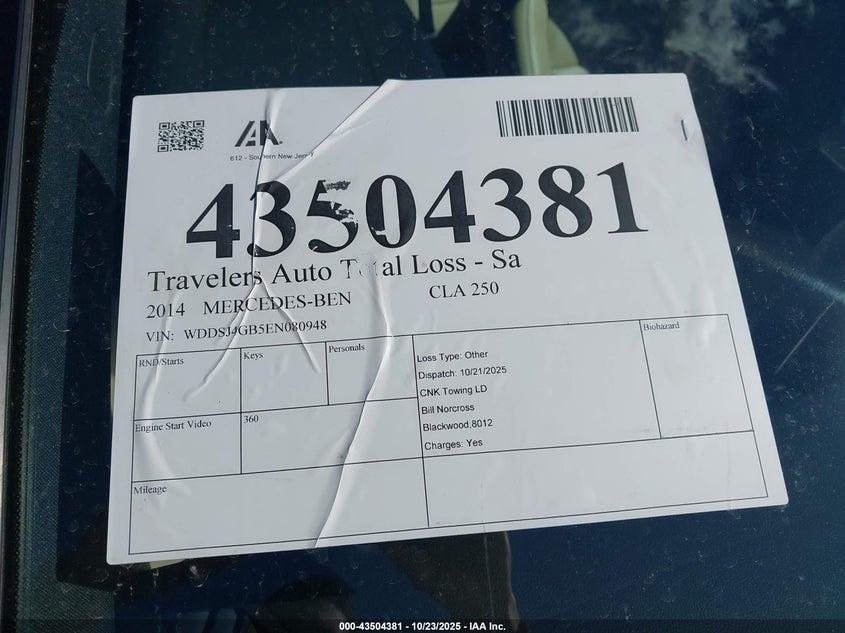 IAA
612 - Southern New Jersey
43504381
Travelers Auto Total Loss - Sa
2014 MERCEDES-BEN CLA 250
VIN: WDDSJ4GB5EN080948
RND/Starts
Keys
Personals
Engine Start Video
360
Mileage
Loss Type: Other
Dispatch: 10/21/2025
CNK Towing LD
Bill Norcross
Blackwood,8012
Charges: Yes
Biohazard
000-43504381 - 10/23/2025 - IAA Inc.